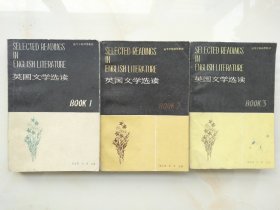 SELECTED READINGS
IN
ENGLISH LITERATURE
英国文学选读
BOOK 1
SELECTED READINGS
IN
ENGLISH LITERATURE
英国文学选读
BOOK 2
SELECTED READINGS
IN
ENGLISH LITERATURE
英国文学选读
BOOK 3